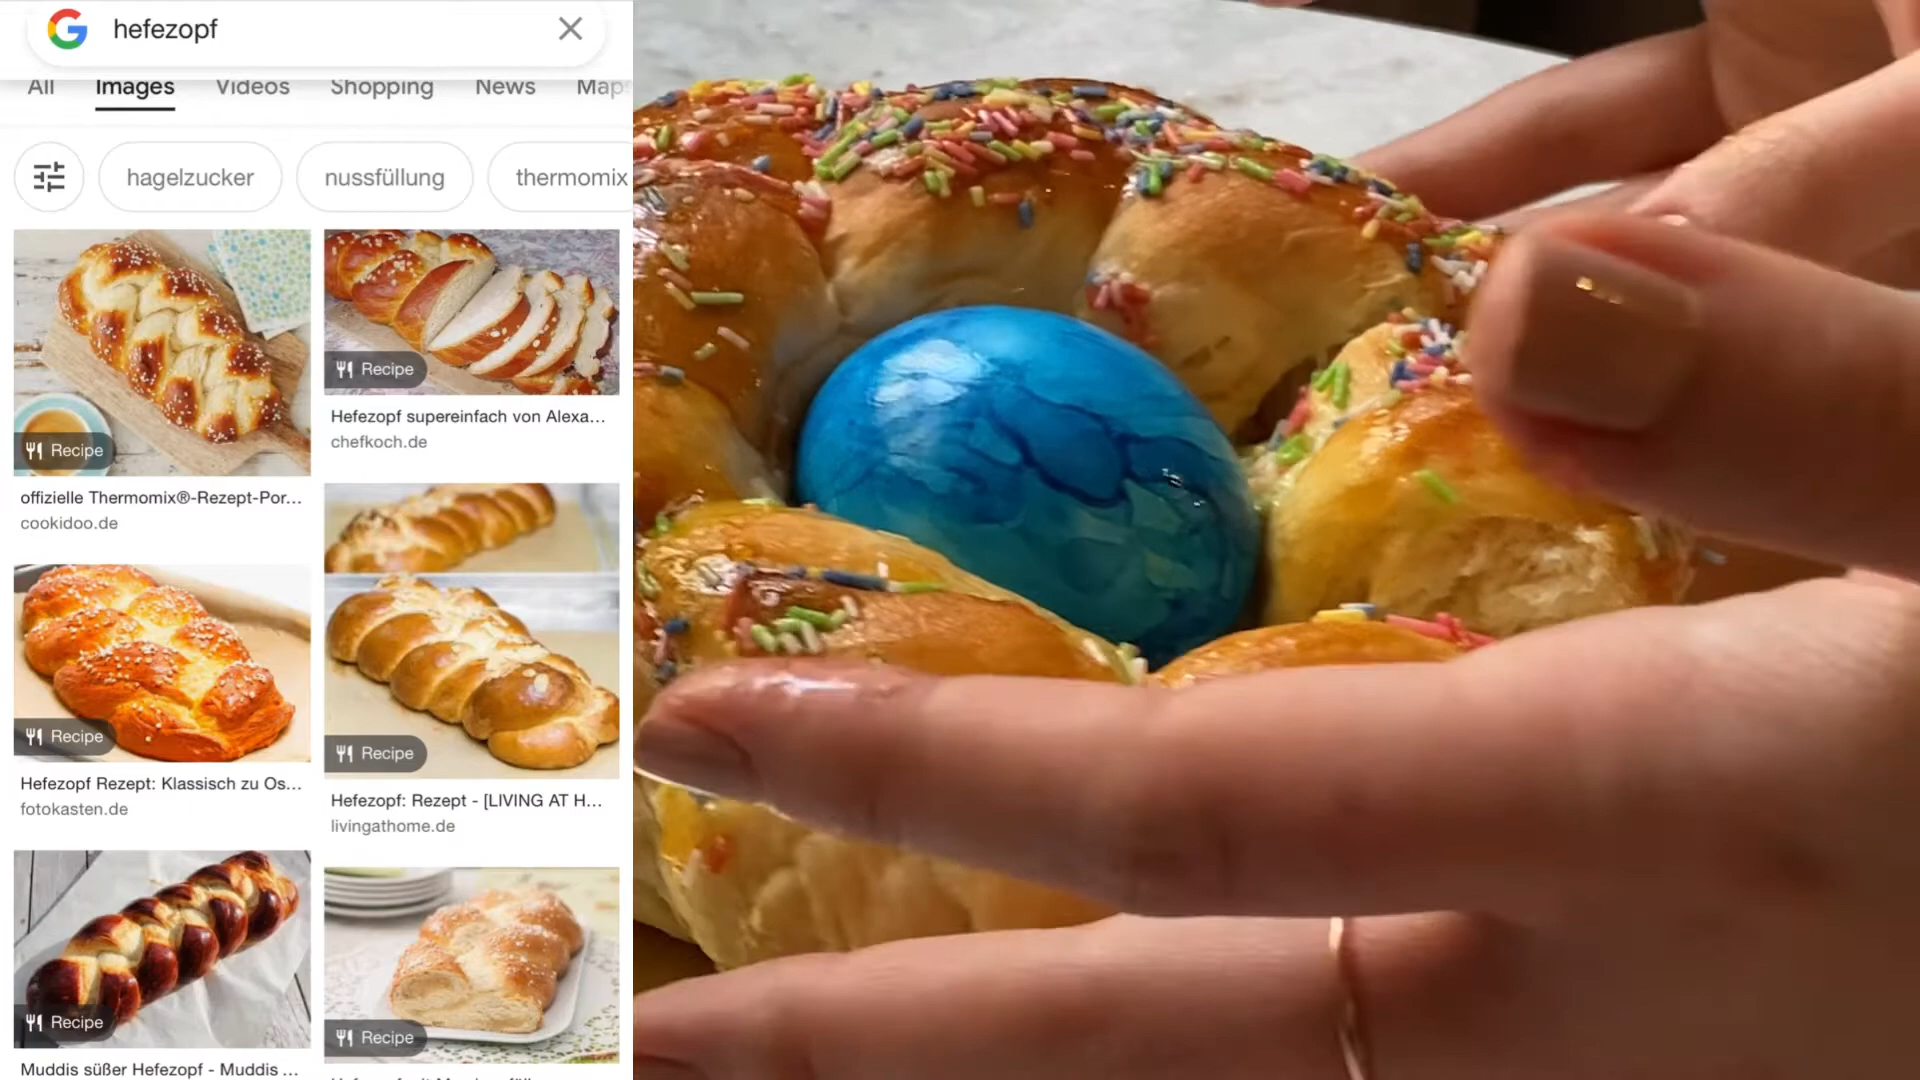 hefezopf
All Images Videos Shopping News Maps
hagelzucker nussfüllung thermomix
Recipe
offizielle Thermomix®-Rezept-Por...
cookidoo.de
Recipe
Hefezopf supereinfach von Alexa...
chefkoch.de
Recipe
Hefezopf Rezept: Klassisch zu Os...
fotokasten.de
Recipe
Hefezopf: Rezept - [LIVING AT H...
livingathome.de
Recipe
Muddis süßer Hefezopf - Muddis ...
Recipe